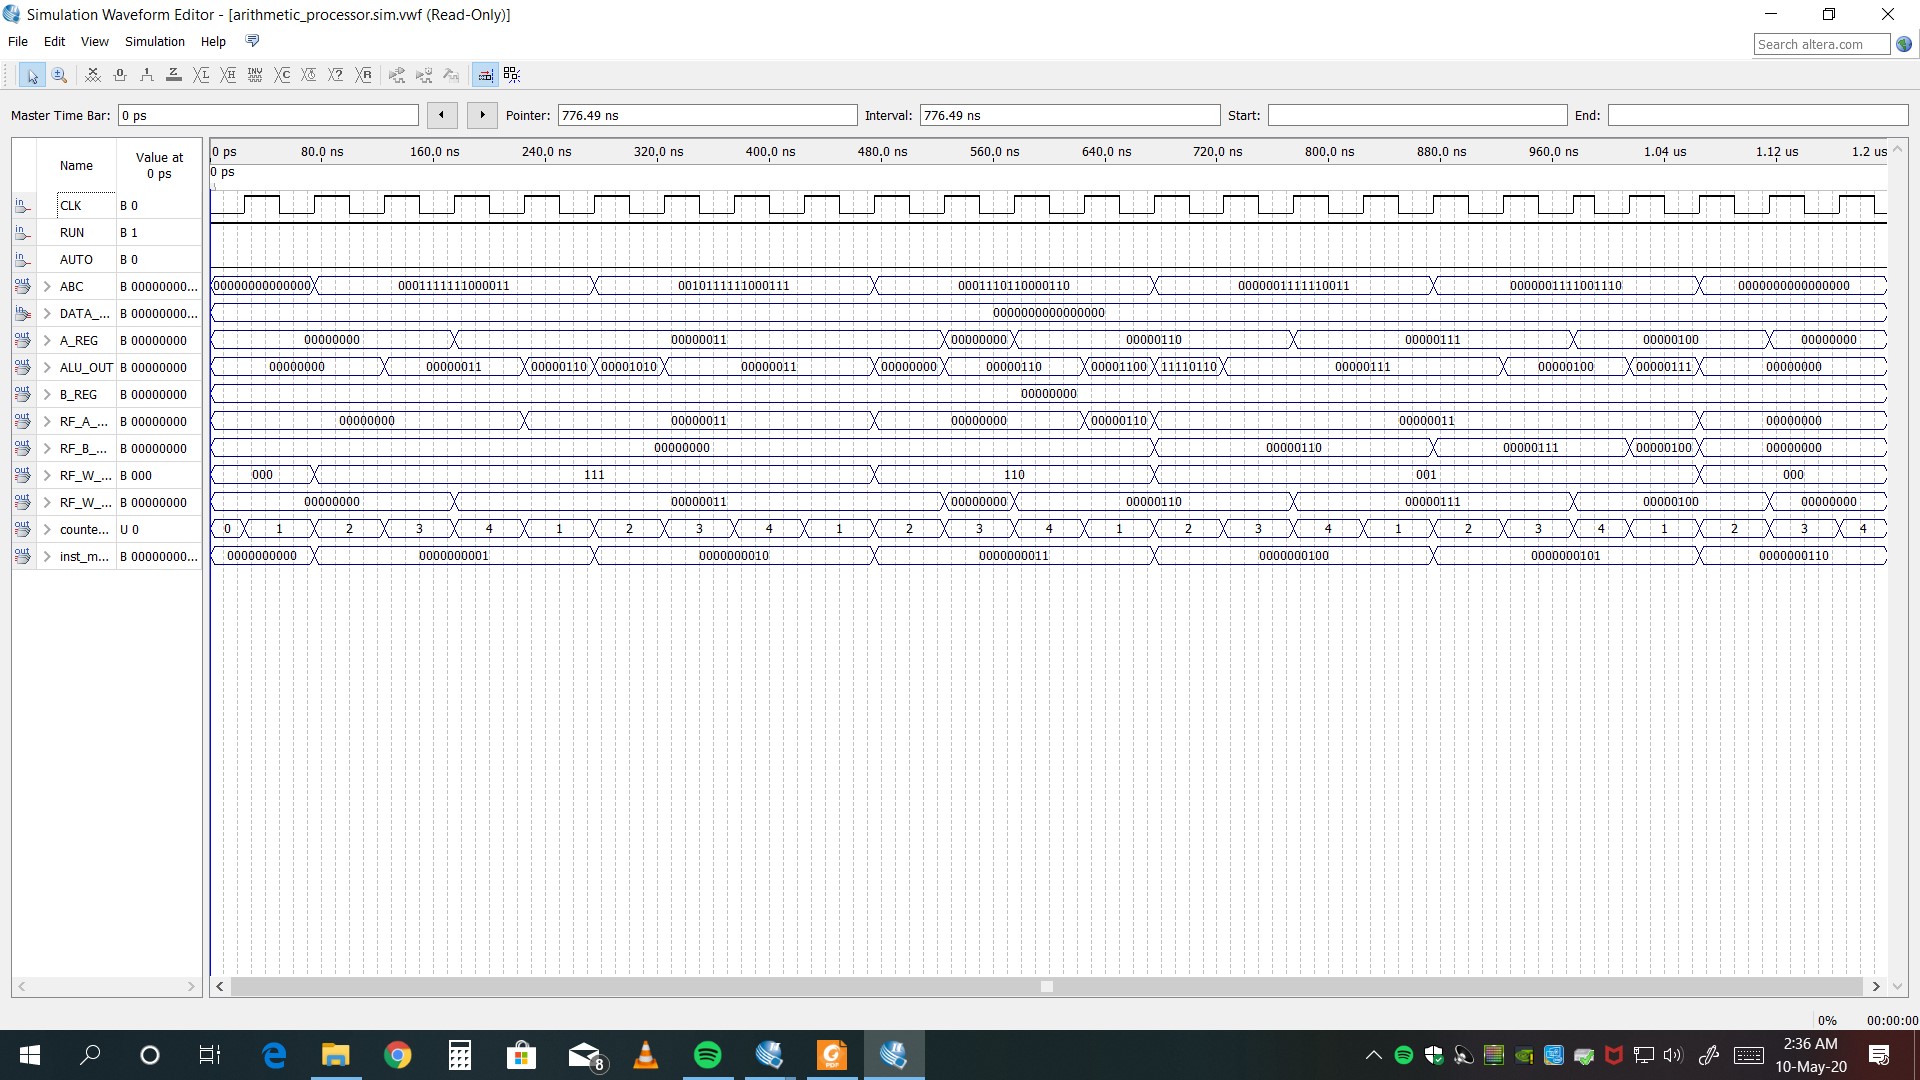 Simulation Waveform Editor - [arithmetic_processor.sim.vwf (Read-Only)]
File Edit View Simulation Help
Search altera.com
Master Time Bar: 0 ps Pointer: 776.49 ns Interval: 776.49 ns Start: End:
Name Value at 0 ps
0 ps 80.0 ns 160.0 ns 240.0 ns 320.0 ns 400.0 ns 480.0 ns 560.0 ns 640.0 ns 720.0 ns 800.0 ns 880.0 ns 960.0 ns 1.04 us 1.12 us 1.2 us
0 ps
CLK B 0
RUN B 1
AUTO B 0
ABC B 00000000... 00000000000000 0001111111000011 0010111111000111 0001110110000110 0000001111110011 0000001111001110 0000000000000000
DATA_... B 00000000... 0000000000000000
A_REG B 00000000 00000000 00000011 00000000 00000110 00000111 00000100 00000000
ALU_OUT B 00000000 00000000 00000011 00000110 00001010 00000011 00000000 00000110 00001100 11110110 00000111 00000100 00000111 00000000
B_REG B 00000000 00000000
RF_A_... B 00000000 00000000 00000011 00000000 00000110 00000011 00000000
RF_B_... B 00000000 00000000 00000110 00000111 00000100 00000000
RF_W_... B 000 000 111 110 001 000
RF_W_... B 00000000 00000000 00000011 00000000 00000110 00000111 00000100 00000000
counte... U 0 0 1 2 3 4 1 2 3 4 1 2 3 4 1 2 3 4 1 2 3 4 1 2 3 4
inst_m... B 00000000... 0000000000 0000000001 0000000010 0000000011 0000000100 0000000101 0000000110
0% 00:00:00
8
PDF
2:36 AM
10-May-20